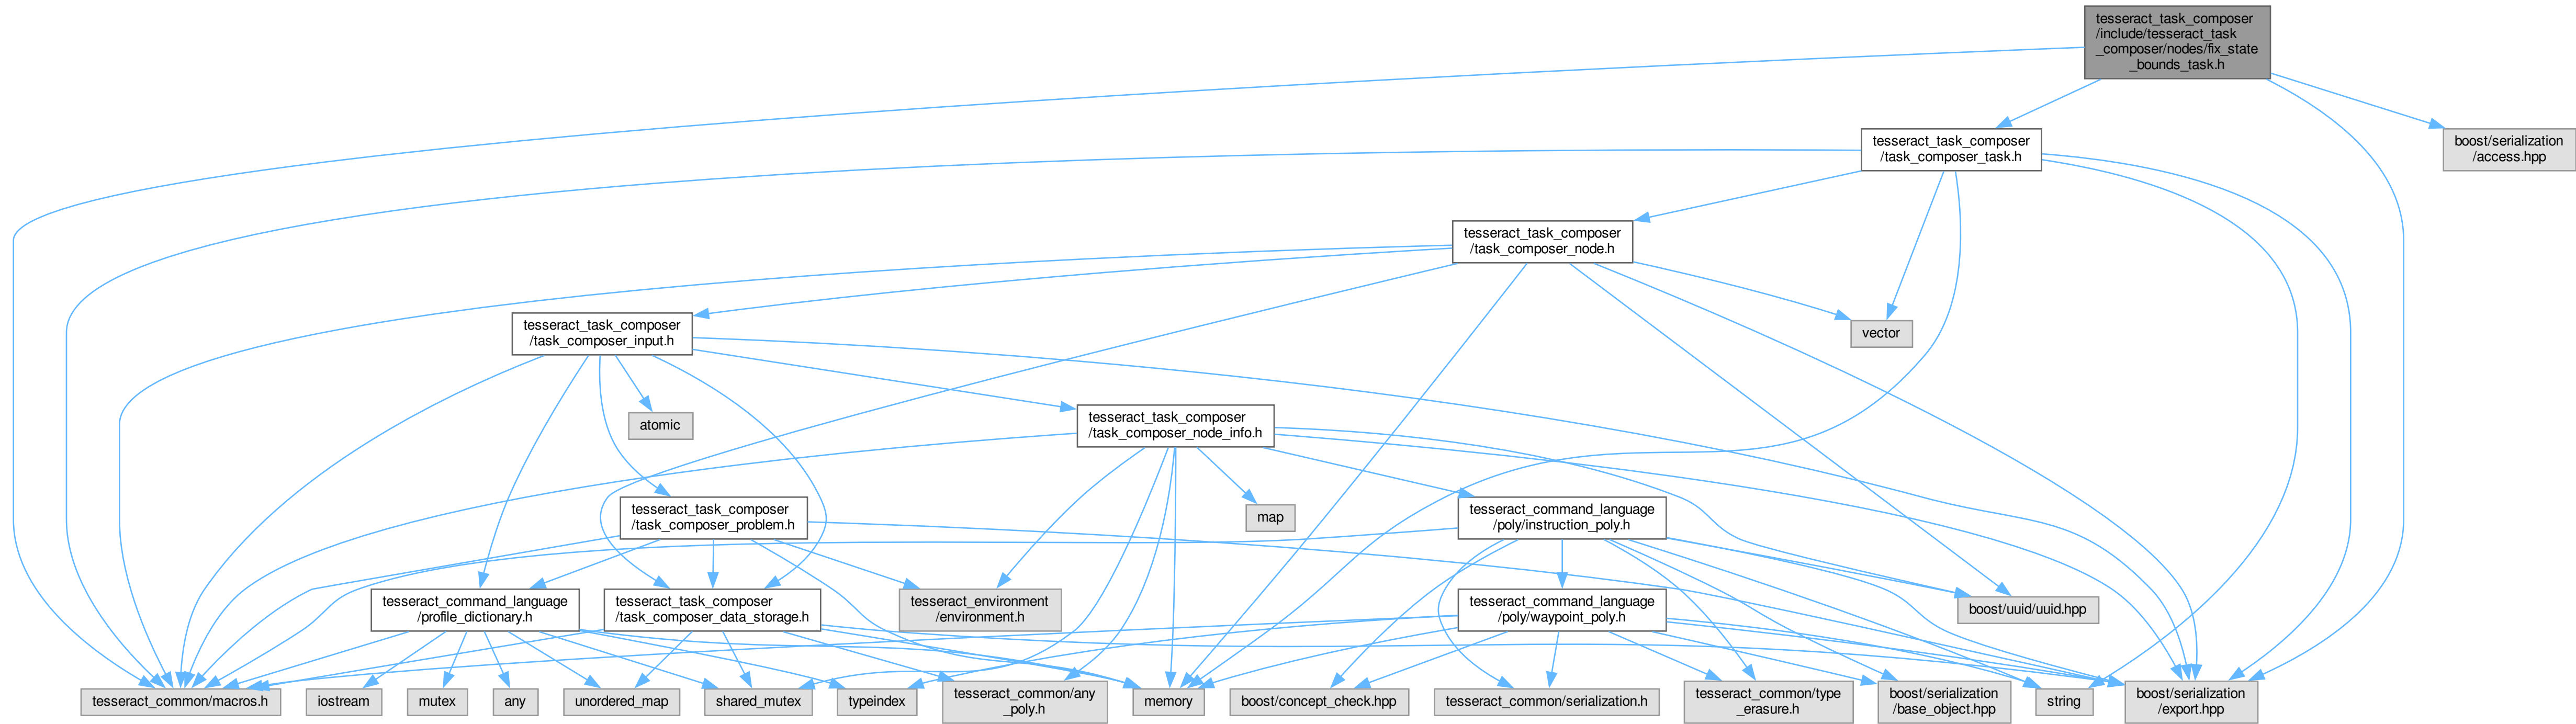 tesseract_task_composer
/include/tesseract_task
_composer/nodes/fix_state
_bounds_task.h
tesseract_task_composer
/task_composer_task.h
boost/serialization
/access.hpp
tesseract_task_composer
/task_composer_node.h
tesseract_task_composer
/task_composer_input.h
vector
atomic
tesseract_task_composer
/task_composer_node_info.h
tesseract_task_composer
/task_composer_problem.h
map
tesseract_command_language
/poly/instruction_poly.h
tesseract_command_language
/profile_dictionary.h
tesseract_task_composer
/task_composer_data_storage.h
tesseract_environment
/environment.h
tesseract_command_language
/poly/waypoint_poly.h
boost/uuid/uuid.hpp
tesseract_common/macros.h
iostream
mutex
any
unordered_map
shared_mutex
typeindex
tesseract_common/any
_poly.h
memory
boost/concept_check.hpp
tesseract_common/serialization.h
tesseract_common/type
_erasure.h
boost/serialization
/base_object.hpp
string
boost/serialization
/export.hpp